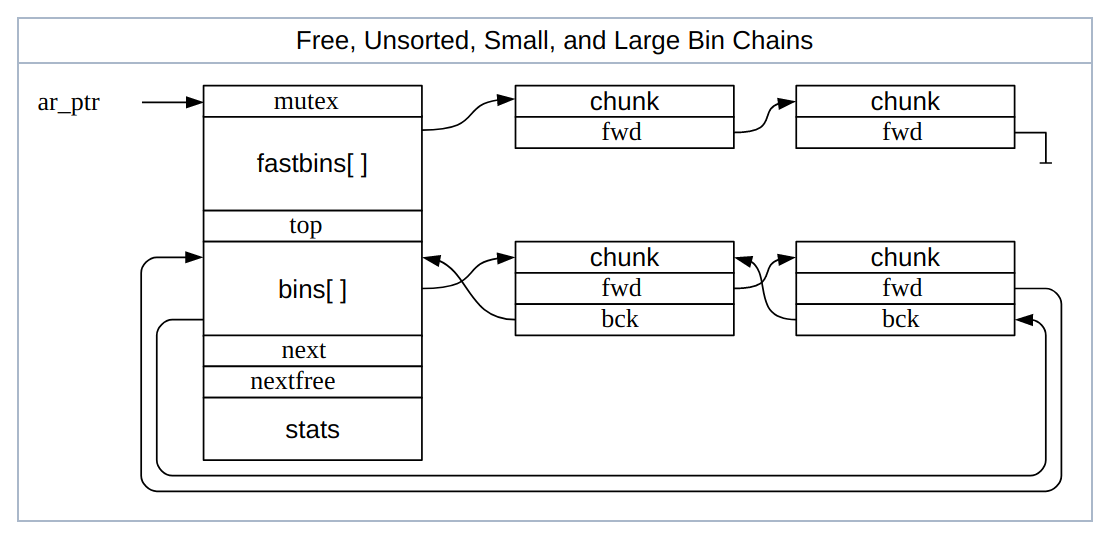 Free, Unsorted, Small, and Large Bin Chains
ar_ptr
mutex
chunk
chunk
fwd
fwd
fastbins[ ]
top
chunk
chunk
bins[ ]
fwd
fwd
bck
bck
next
nextfree
stats